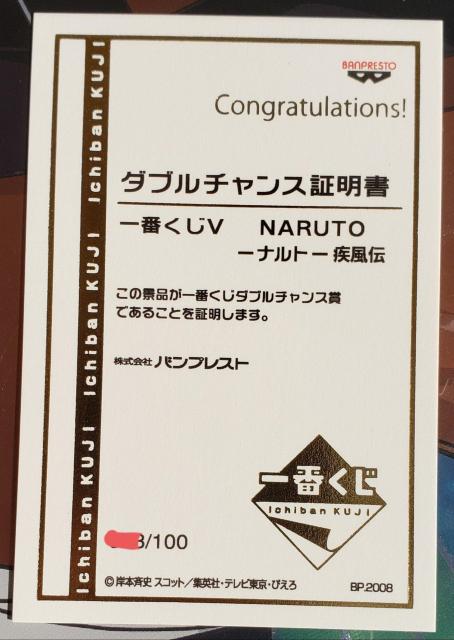 BANPRESTO
Congratulations!
ダブルチャンス証明書
一番くじV NARUTO
ーナルトー 疾風伝
この景品が一番くじダブルチャンス賞
であることを証明します。
株式会社 バンプレスト
一番くじ
Ichiban KUJI
/100
©岸本斉史 スコット/集英社・テレビ東京・ぴえろ
BP.2008
Ichiban KUJI Ichiban KUJI Ichiban KUJI